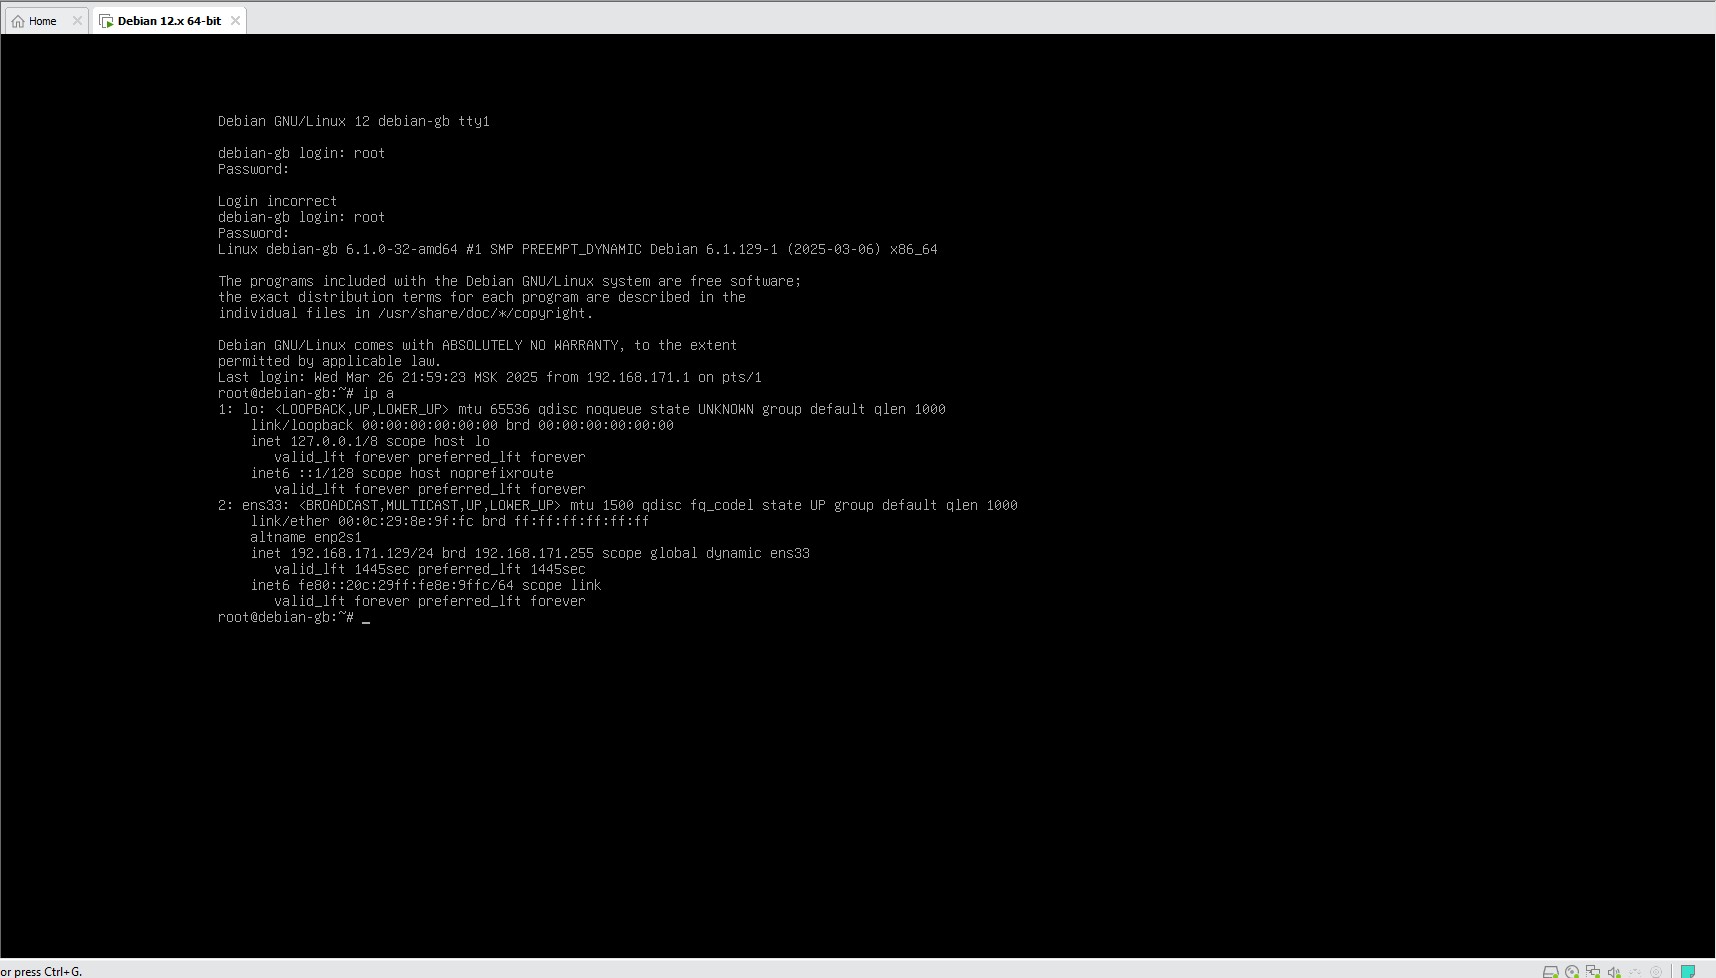 Home
Debian 12.x 64-bit
Debian GNU/Linux 12 debian-gb tty1
debian-gb login: root
Password:
Login incorrect
debian-gb login: root
Password:
Linux debian-gb 6.1.0-32-amd64 #1 SMP PREEMPT_DYNAMIC Debian 6.1.129-1 (2025-03-06) x86_64
The programs included with the Debian GNU/Linux system are free software;
the exact distribution terms for each program are described in the
individual files in /usr/share/doc/*/copyright.
Debian GNU/Linux comes with ABSOLUTELY NO WARRANTY, to the extent
permitted by applicable law.
Last login: Wed Mar 26 21:59:23 MSK 2025 from 192.168.171.1 on pts/1
root@debian-gb:~# ip a
1: lo: <LOOPBACK,UP,LOWER_UP> mtu 65536 qdisc noqueue state UNKNOWN group default qlen 1000
    link/loopback 00:00:00:00:00:00 brd 00:00:00:00:00:00
    inet 127.0.0.1/8 scope host lo
       valid_lft forever preferred_lft forever
    inet6 ::1/128 scope host noprefixroute
       valid_lft forever preferred_lft forever
2: ens33: <BROADCAST,MULTICAST,UP,LOWER_UP> mtu 1500 qdisc fq_codel state UP group default qlen 1000
    link/ether 00:0c:29:8e:9f:fc brd ff:ff:ff:ff:ff:ff
    altname enp2s1
    inet 192.168.171.129/24 brd 192.168.171.255 scope global dynamic ens33
       valid_lft 1445sec preferred_lft 1445sec
    inet6 fe80::20c:29ff:fe8e:9ffc/64 scope link
       valid_lft forever preferred_lft forever
root@debian-gb:~# _
or press Ctrl+G.